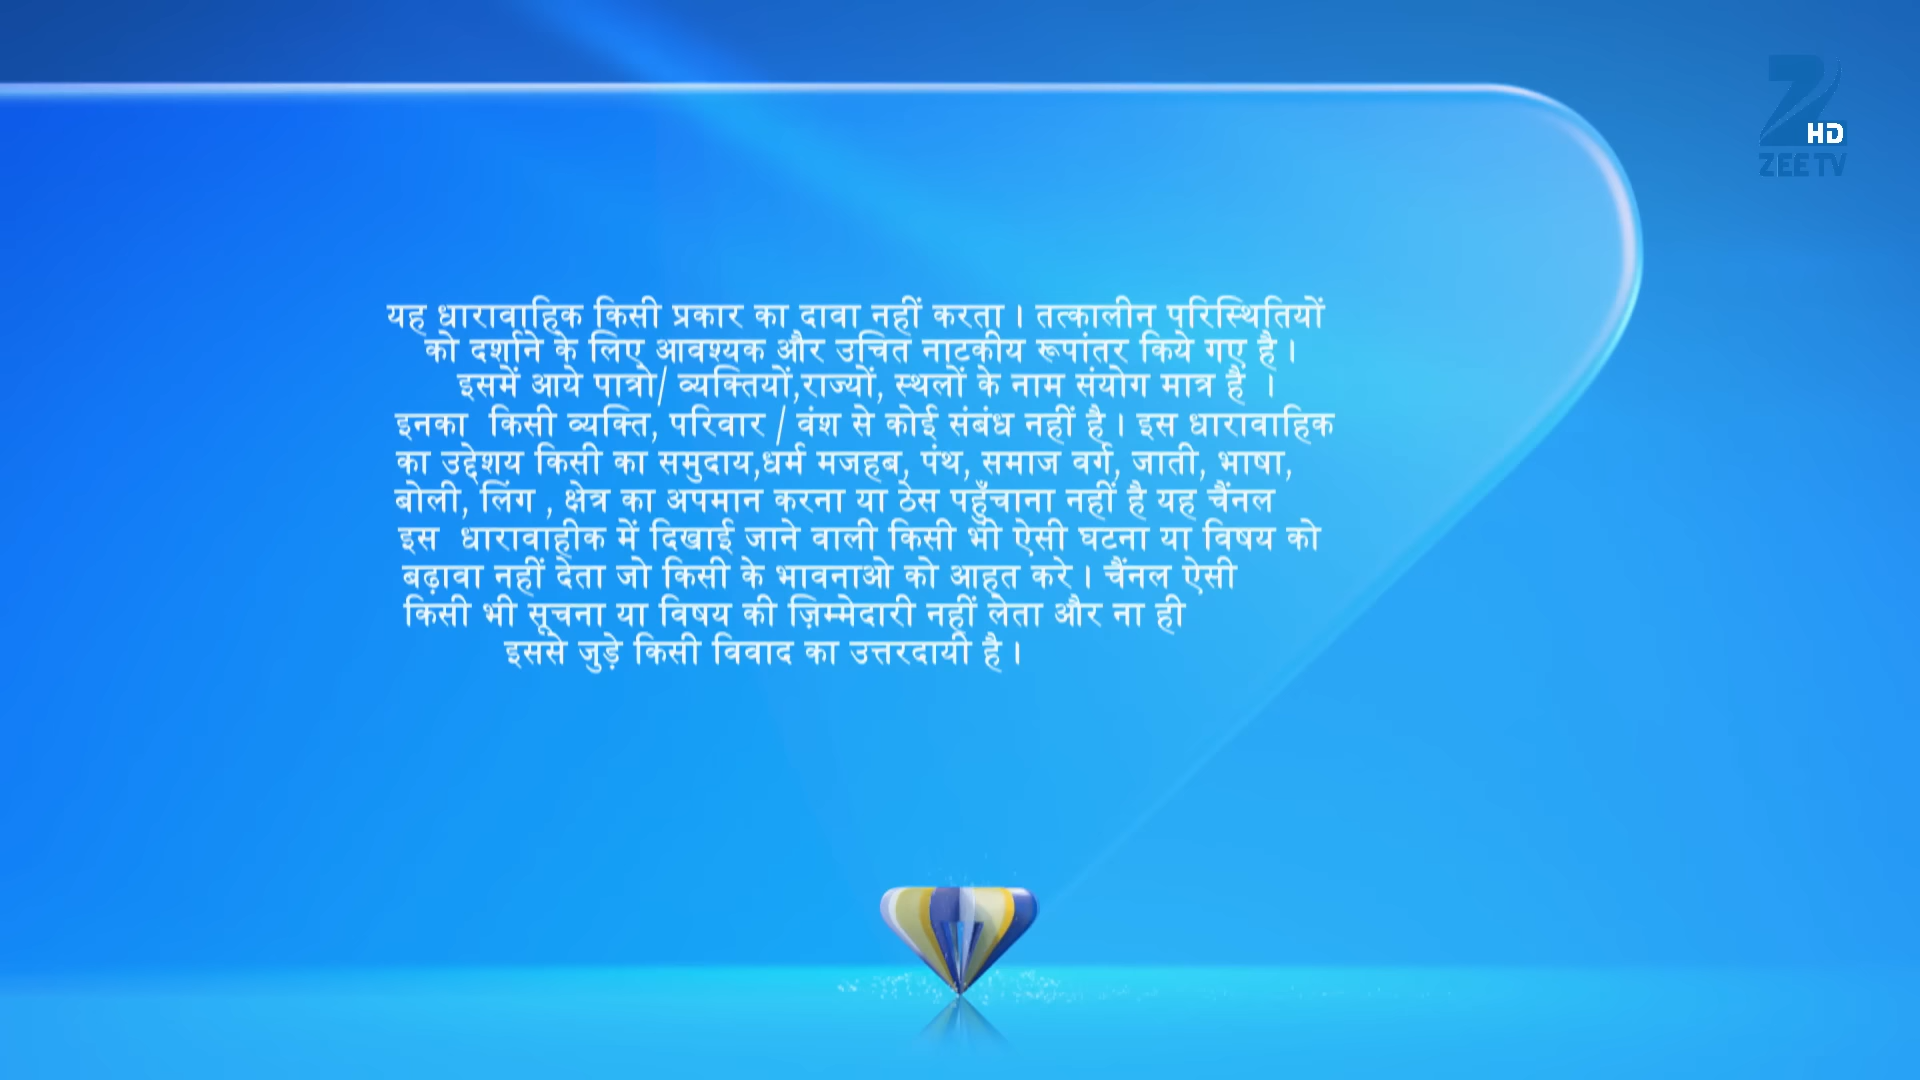 HD
ZEE TV
यह धारावाहिक किसी प्रकार का दावा नहीं करता । तत्कालीन परिस्थितियों
को दर्शाने के लिए आवश्यक और उचित नाटकीय रूपांतर किये गए है ।
इसमें आये पात्रो/ व्यक्तियों,राज्यों, स्थलों के नाम संयोग मात्र हैं ।
इनका किसी व्यक्ति, परिवार / वंश से कोई संबंध नहीं है । इस धारावाहिक
का उद्देशय किसी का समुदाय,धर्म मजहब, पंथ, समाज वर्ग, जाती, भाषा,
बोली, लिंग , क्षेत्र का अपमान करना या ठेस पहुँचाना नहीं है यह चैंनल
इस धारावाहीक में दिखाई जाने वाली किसी भी ऐसी घटना या विषय को
बढ़ावा नहीं देता जो किसी के भावनाओ को आहत करे । चैंनल ऐसी
किसी भी सूचना या विषय की ज़िम्मेदारी नहीं लेता और ना ही
इससे जुड़े किसी विवाद का उत्तरदायी है ।